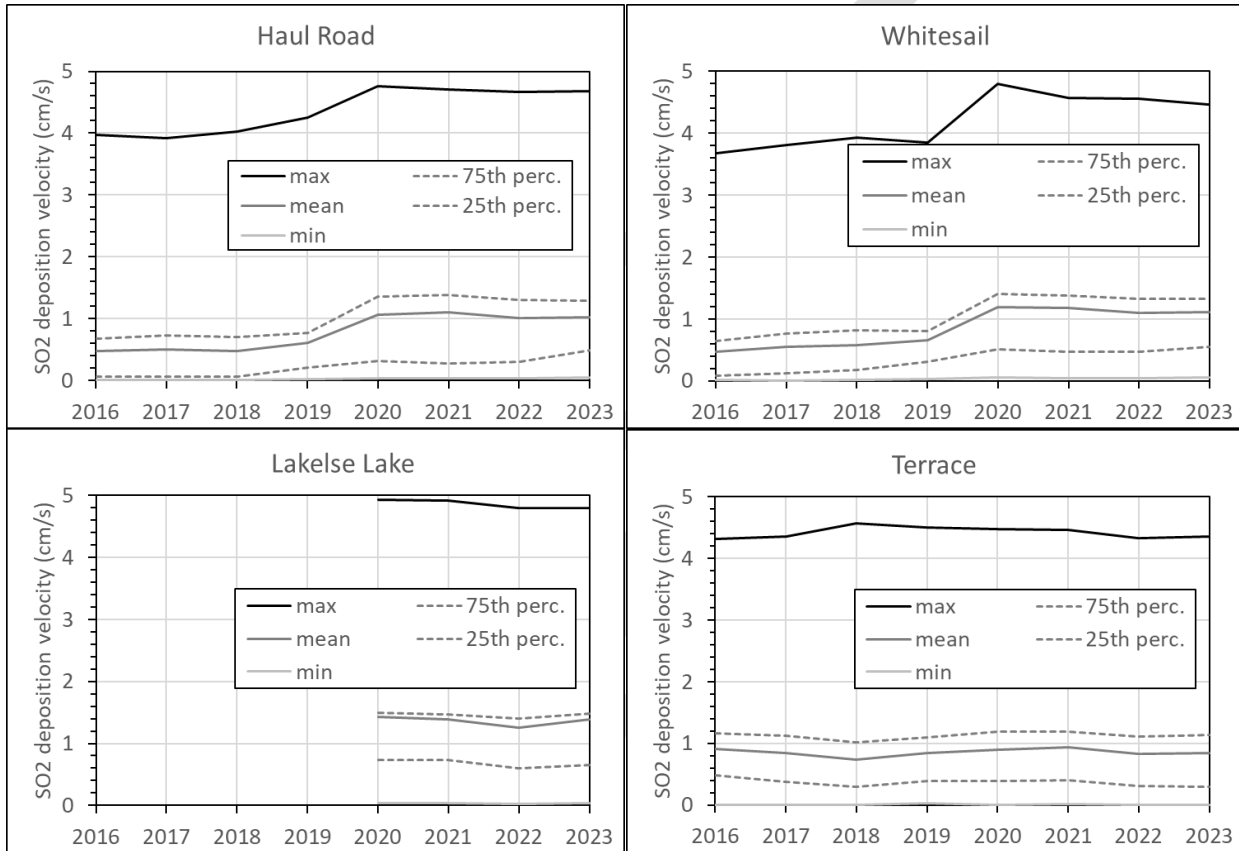 Haul Road
SO2 deposition velocity (cm/s)
5
4
3
2
1
0
max
75th perc.
mean
25th perc.
min
2016 2017 2018 2019 2020 2021 2022 2023
Whitesail
SO2 deposition velocity (cm/s)
5
4
3
2
1
0
max
75th perc.
mean
25th perc.
min
2016 2017 2018 2019 2020 2021 2022 2023
Lakelse Lake
SO2 deposition velocity (cm/s)
5
4
3
2
1
0
max
75th perc.
mean
25th perc.
min
2016 2017 2018 2019 2020 2021 2022 2023
Terrace
SO2 deposition velocity (cm/s)
5
4
3
2
1
0
max
75th perc.
mean
25th perc.
min
2016 2017 2018 2019 2020 2021 2022 2023